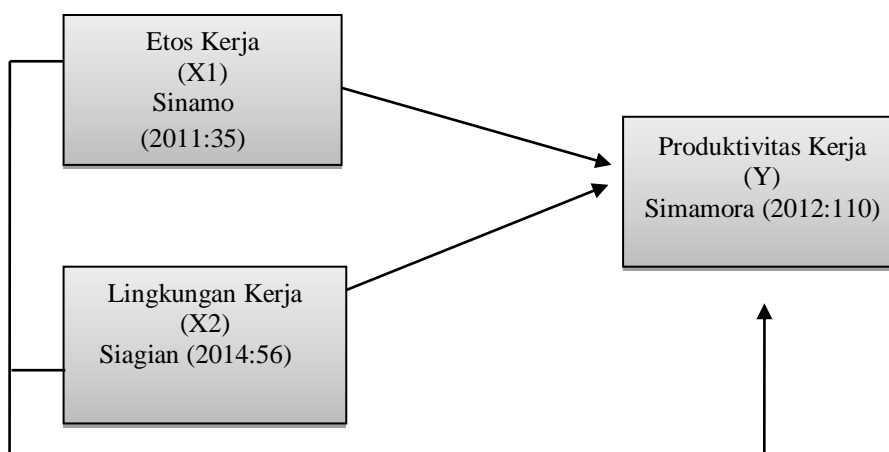 Etos Kerja
(X1)
Sinamo
(2011:35)
Lingkungan Kerja
(X2)
Siagian (2014:56)
Produktivitas Kerja
(Y)
Simamora (2012:110)